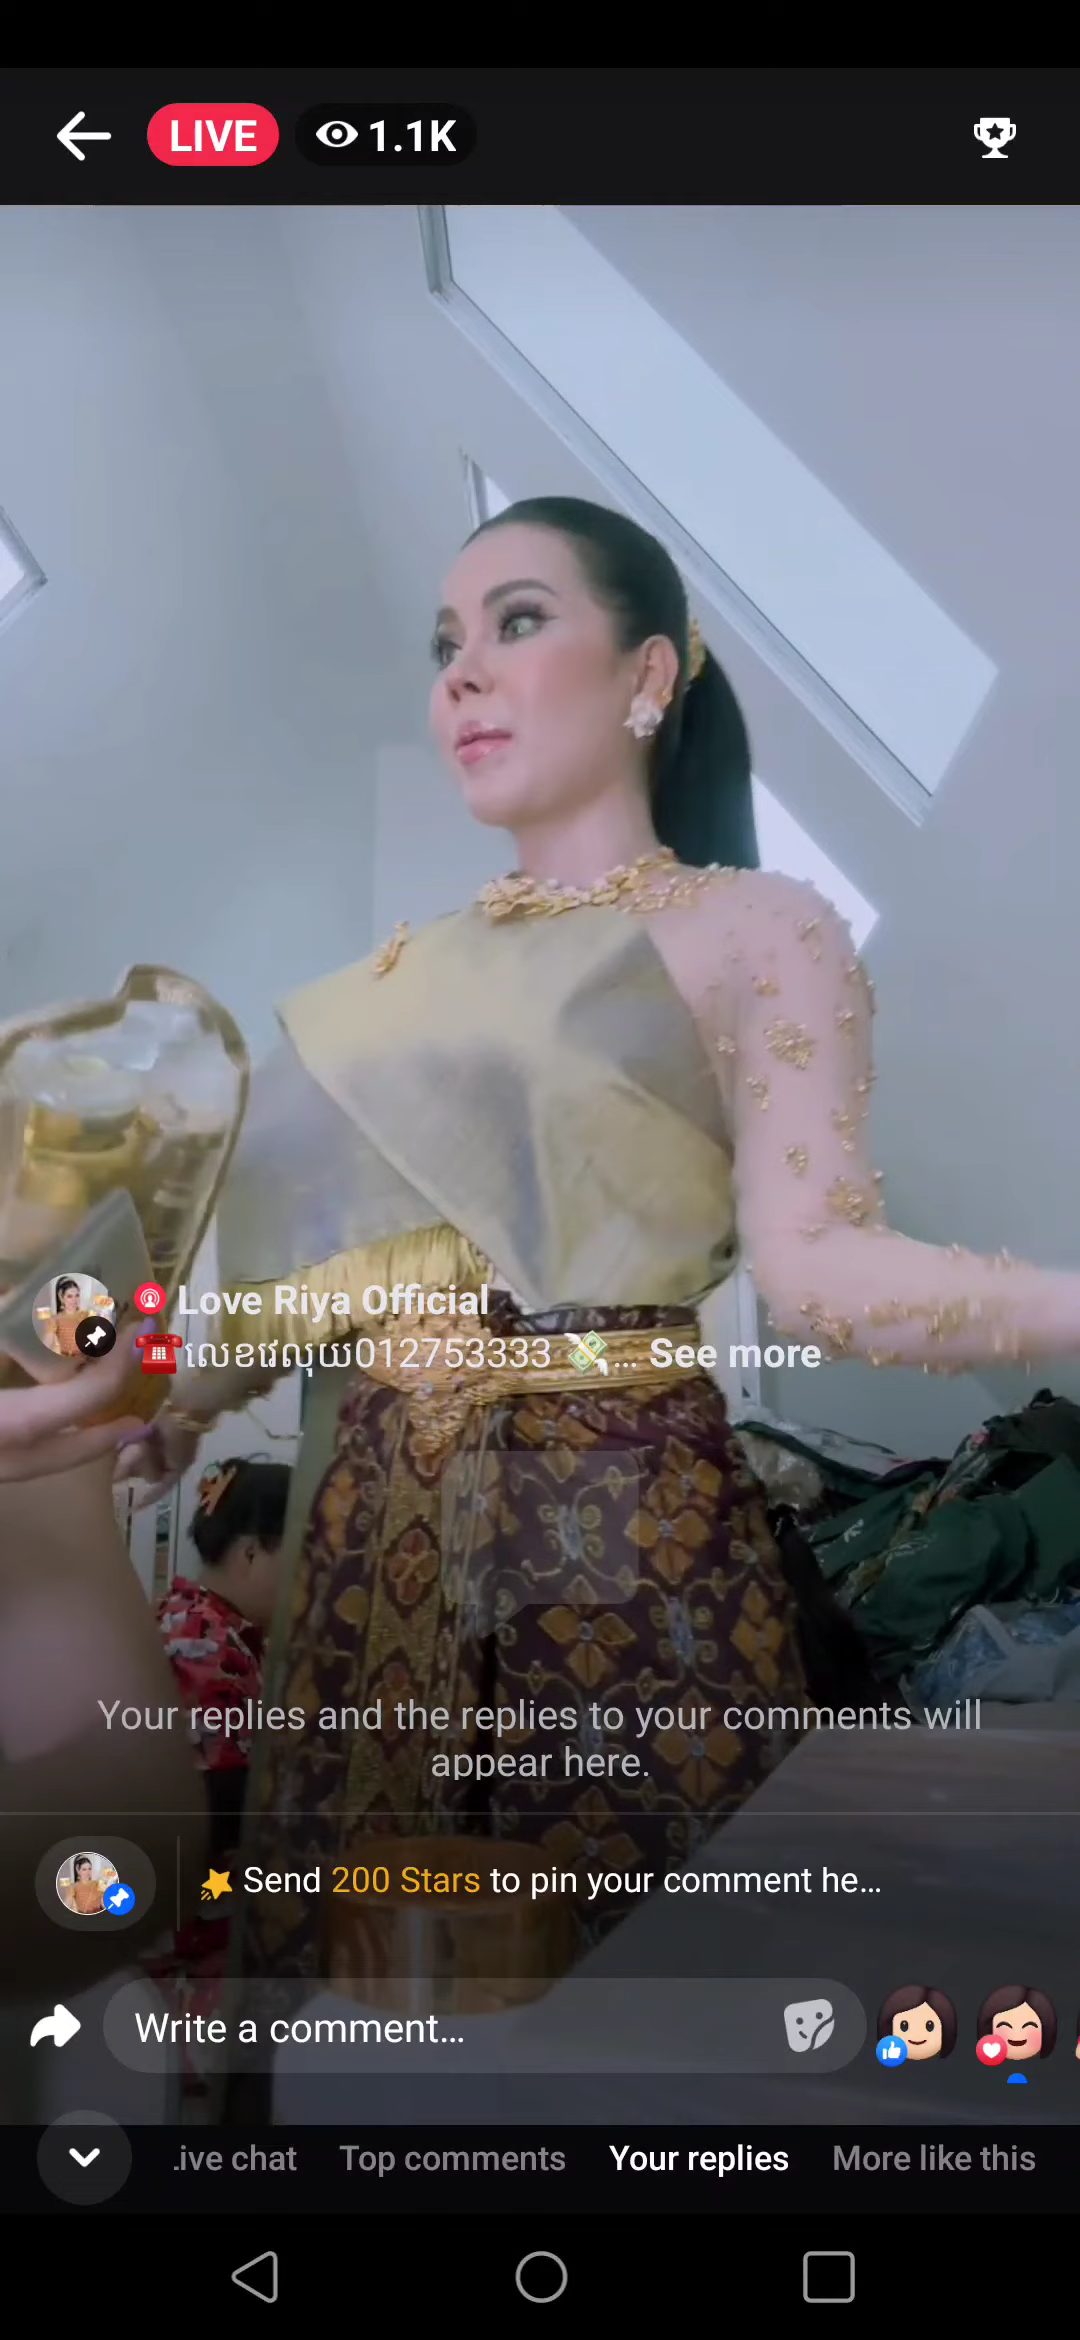 LIVE 1.1K
Love Riya Official
☎️លេខវេលុយ012753333 💸... See more
Your replies and the replies to your comments will
appear here.
Send 200 Stars to pin your comment he...
Write a comment...
ive chat Top comments Your replies More like this